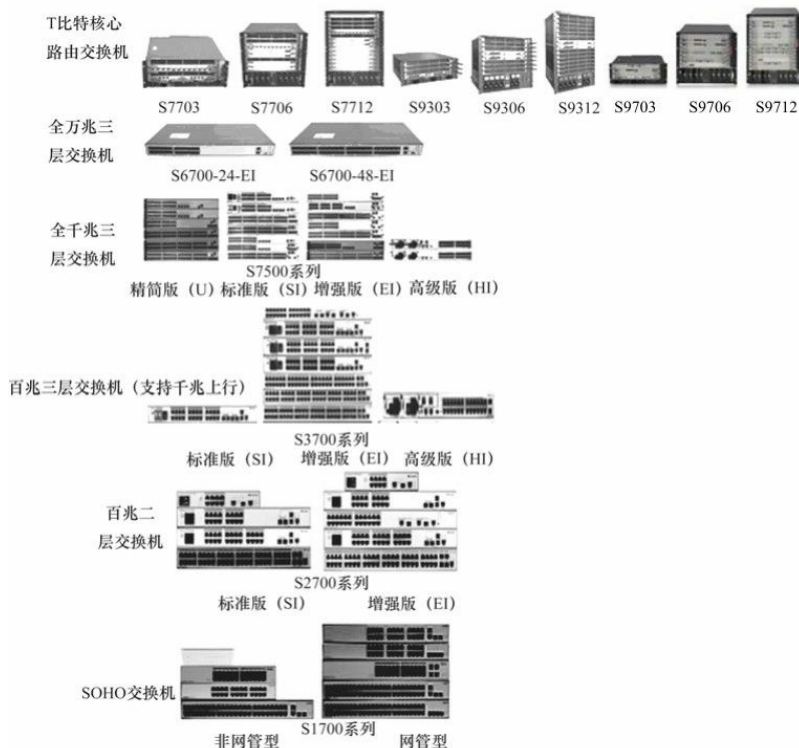 T比特核心
路由交换机
S7703
S7706
S7712
S9303
S9306
S9312
S9703
S9706
S9712
全万兆三
层交换机
S6700-24-EI
S6700-48-EI
全千兆三
层交换机
S7500系列
精简版（U）
标准版（SI）
增强版（EI）
高级版（HI）
百兆三层交换机（支持千兆上行）
S3700系列
标准版（SI）
增强版（EI）
高级版（HI）
百兆二
层交换机
S2700系列
标准版（SI）
增强版（EI）
SOHO交换机
S1700系列
非网管型
网管型